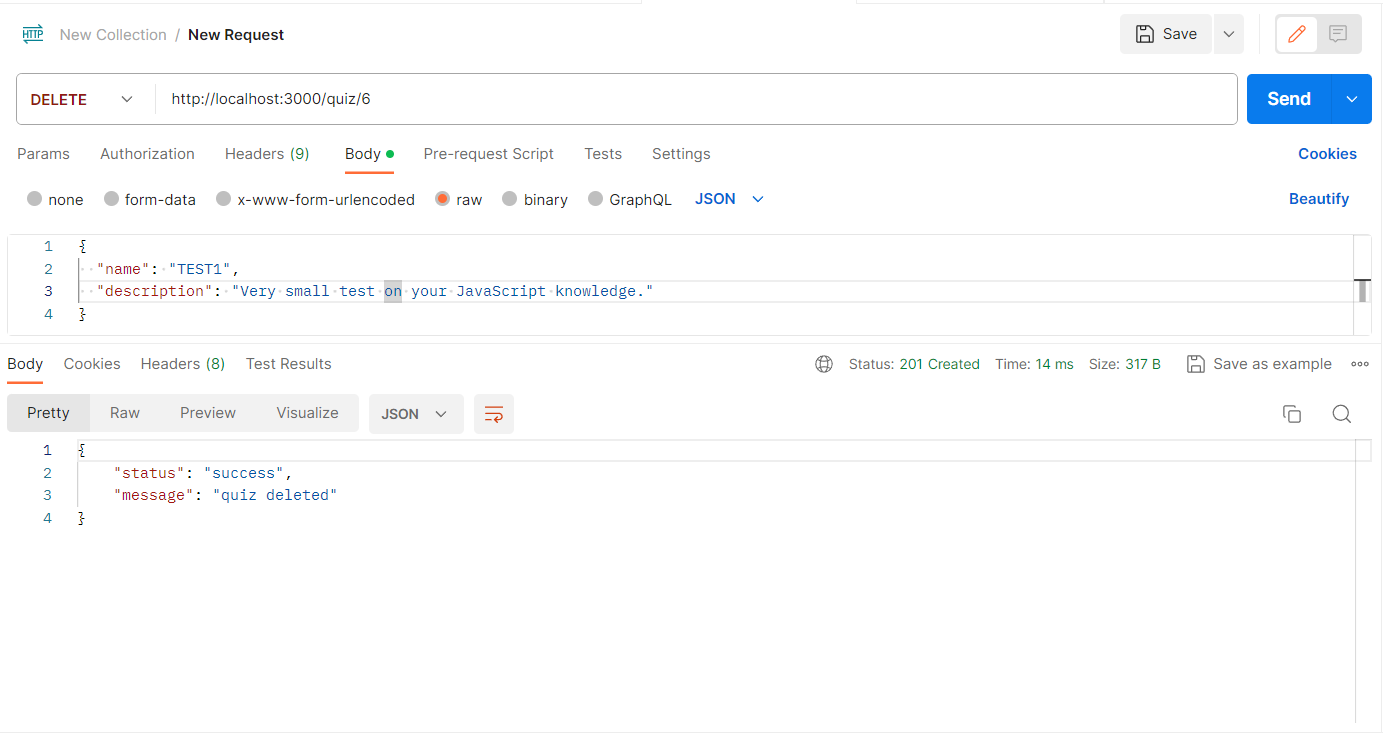 HTTP New Collection / New Request Save
DELETE http://localhost:3000/quiz/6 Send
Params Authorization Headers (9) Body Pre-request Script Tests Settings Cookies
none form-data x-www-form-urlencoded raw binary GraphQL JSON Beautify
1 {
2 "name": "TEST1",
3 "description": "Very small test on your JavaScript knowledge."
4 }
Body Cookies Headers (8) Test Results Status: 201 Created Time: 14 ms Size: 317 B Save as example
Pretty Raw Preview Visualize JSON
1 {
2 "status": "success",
3 "message": "quiz deleted"
4 }